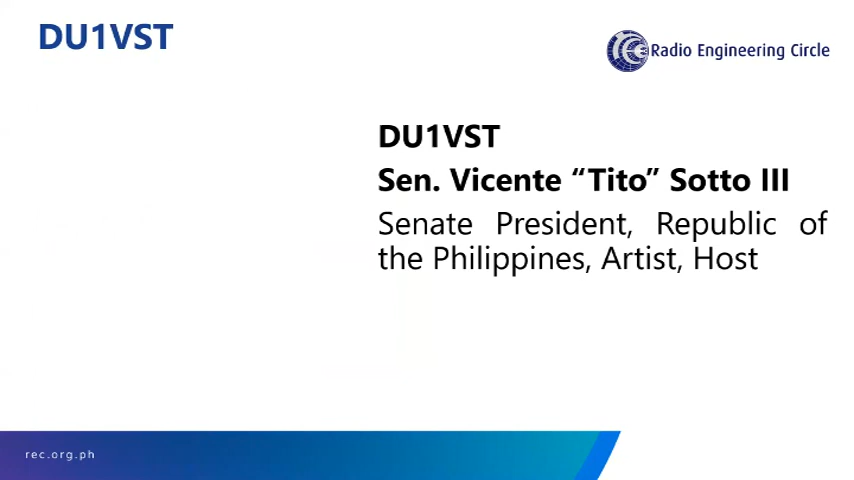 DU1VST
Radio Engineering Circle
DU1VST
Sen. Vicente “Tito” Sotto III
Senate President, Republic of
the Philippines, Artist, Host
rec.org.ph